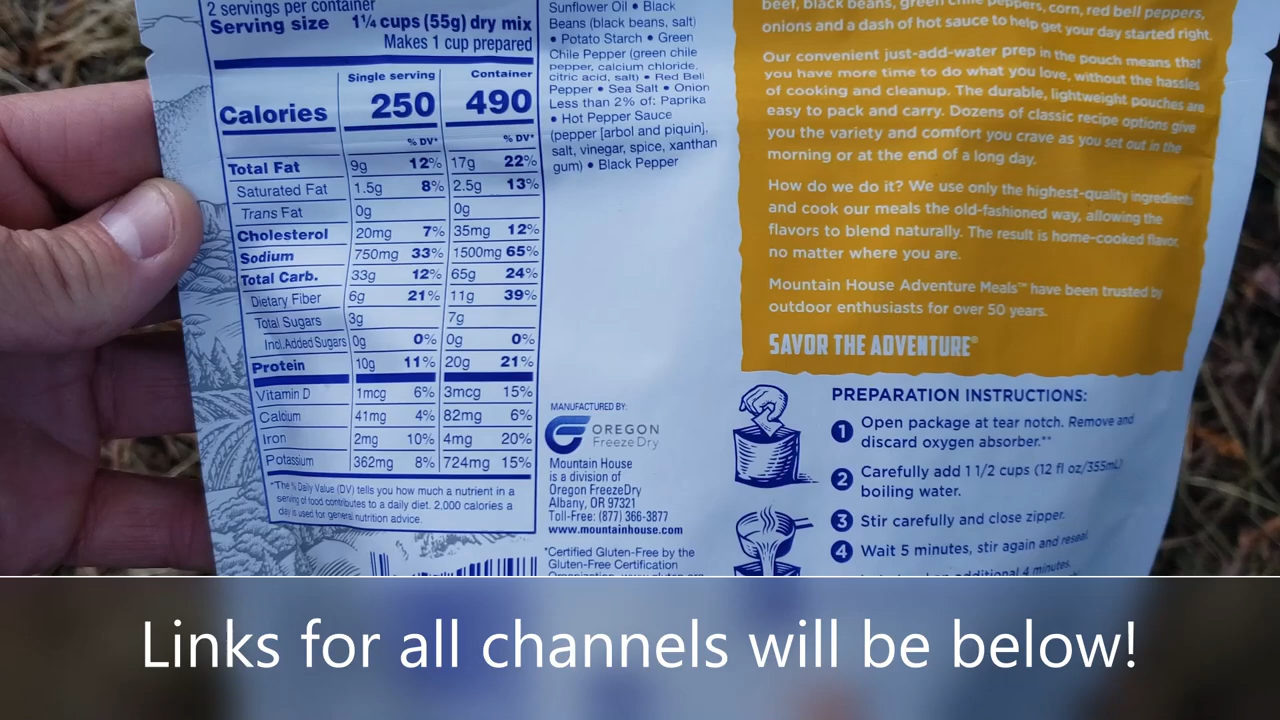 2 servings per container
Serving size 1¼ cups (55g) dry mix
Makes 1 cup prepared
Single serving Container
Calories 250 490
% DV* % DV*
Total Fat 9g 12% 17g 22%
Saturated Fat 1.5g 8% 2.5g 13%
Trans Fat 0g 0g
Cholesterol 20mg 7% 35mg 12%
Sodium 750mg 33% 1500mg 65%
Total Carb. 33g 12% 65g 24%
Dietary Fiber 6g 21% 11g 39%
Total Sugars 3g 7g
Incl. Added Sugars 0g 0% 0g 0%
Protein 10g 11% 20g 21%
Vitamin D 1mcg 6% 3mcg 15%
Calcium 41mg 4% 82mg 6%
Iron 2mg 10% 4mg 20%
Potassium 362mg 8% 724mg 15%
*The % Daily Value (DV) tells you how much a nutrient in a
serving of food contributes to a daily diet. 2,000 calories a
day is used for general nutrition advice.
Sunflower Oil • Black
Beans (black beans, salt)
• Potato Starch • Green
Chile Pepper (green chile
pepper, calcium chloride,
citric acid, salt) • Red Bell
Pepper • Sea Salt • Onion
Less than 2% of: Paprika
• Hot Pepper Sauce
(pepper [arbol and piquin],
salt, vinegar, spice, xanthan
gum) • Black Pepper
MANUFACTURED BY:
OREGON
FreezeDry
Mountain House
is a division of
Oregon FreezeDry
Albany, OR 97321
Toll-Free: (877) 366-3877
www.mountainhouse.com
*Certified Gluten-Free by the
Gluten-Free Certification
beef, black beans, green chile peppers, corn, red bell peppers,
onions and a dash of hot sauce to help get your day started right.
Our convenient just-add-water prep in the pouch means that
you have more time to do what you love, without the hassles
of cooking and cleanup. The durable, lightweight pouches are
easy to pack and carry. Dozens of classic recipe options give
you the variety and comfort you crave as you set out in the
morning or at the end of a long day.
How do we do it? We use only the highest-quality ingredients
and cook our meals the old-fashioned way, allowing the
flavors to blend naturally. The result is home-cooked flavor,
no matter where you are.
Mountain House Adventure Meals™ have been trusted by
outdoor enthusiasts for over 50 years.
SAVOR THE ADVENTURE®
PREPARATION INSTRUCTIONS:
1 Open package at tear notch. Remove and
discard oxygen absorber.**
2 Carefully add 1 1/2 cups (12 fl oz/355mL)
boiling water.
3 Stir carefully and close zipper.
4 Wait 5 minutes, stir again and reseal.
additional 4 minutes.
Links for all channels will be below!